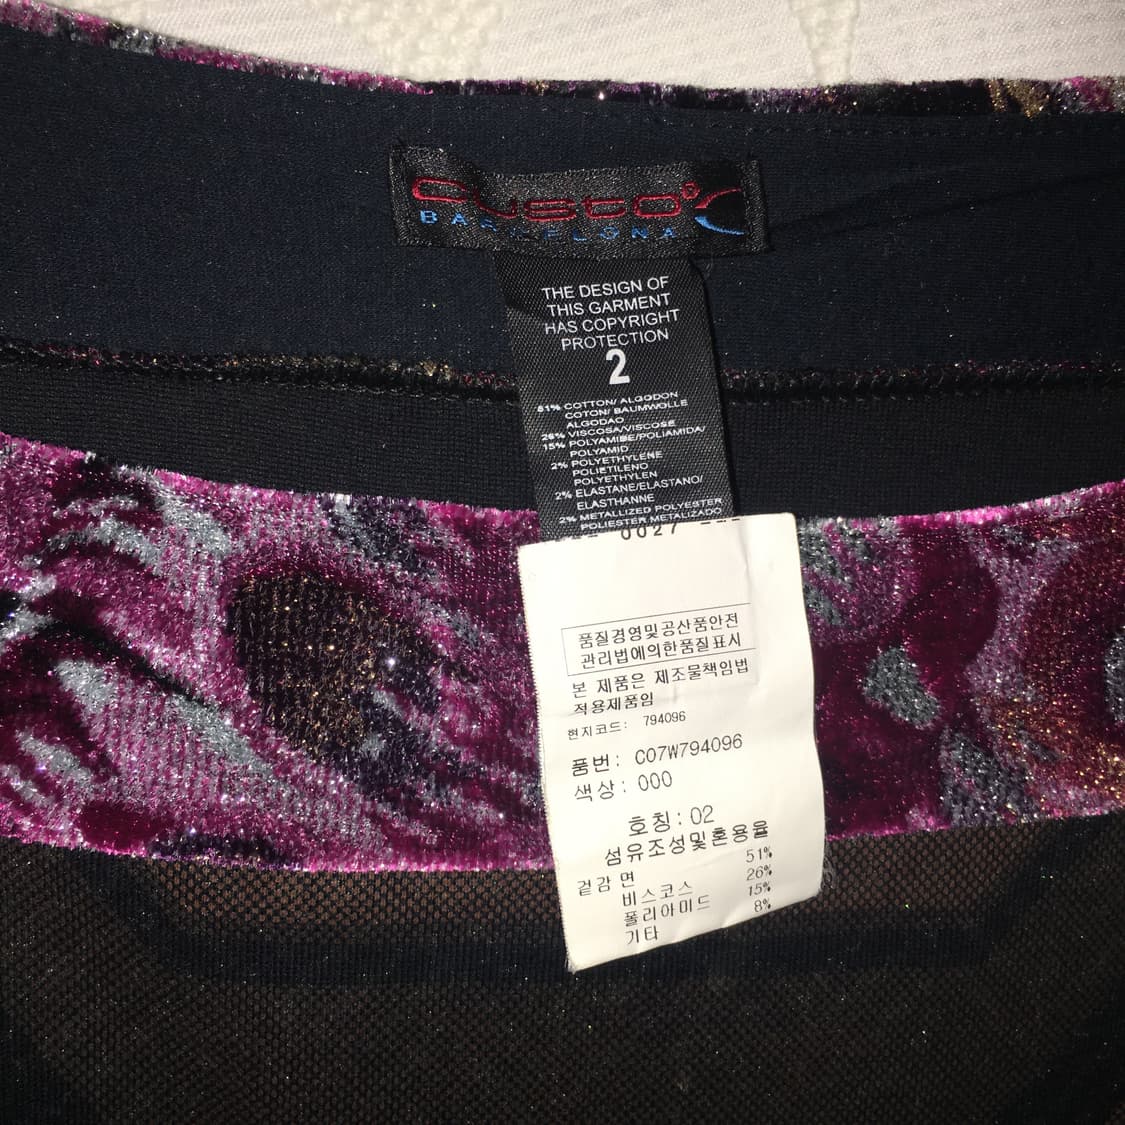 custo
BARCELONA
THE DESIGN OF
THIS GARMENT
HAS COPYRIGHT
PROTECTION
2
51% COTTON/ ALGODON
COTON/ BAUMWOLLE
ALGODAO
26% VISCOSA/VISCOSE
15% POLYAMIDE/POLIAMIDA/
POLYAMID
2% POLYETHYLENE
POLIETILENO
POLYETHYLEN
2% ELASTANE/ELASTANO/
ELASTHANNE
2% METALLIZED POLYESTER
POLIESTER METALIZADO
0027
품질경영및공산품안전
관리법에의한품질표시
본 제품은 제조물책임법
적용제품임
현지코드: 794096
품번: C07W794096
색상: 000
호칭: 02
섬유조성및혼용율
겉감 면 51%
비스코스 26%
폴리아미드 15%
기타 8%